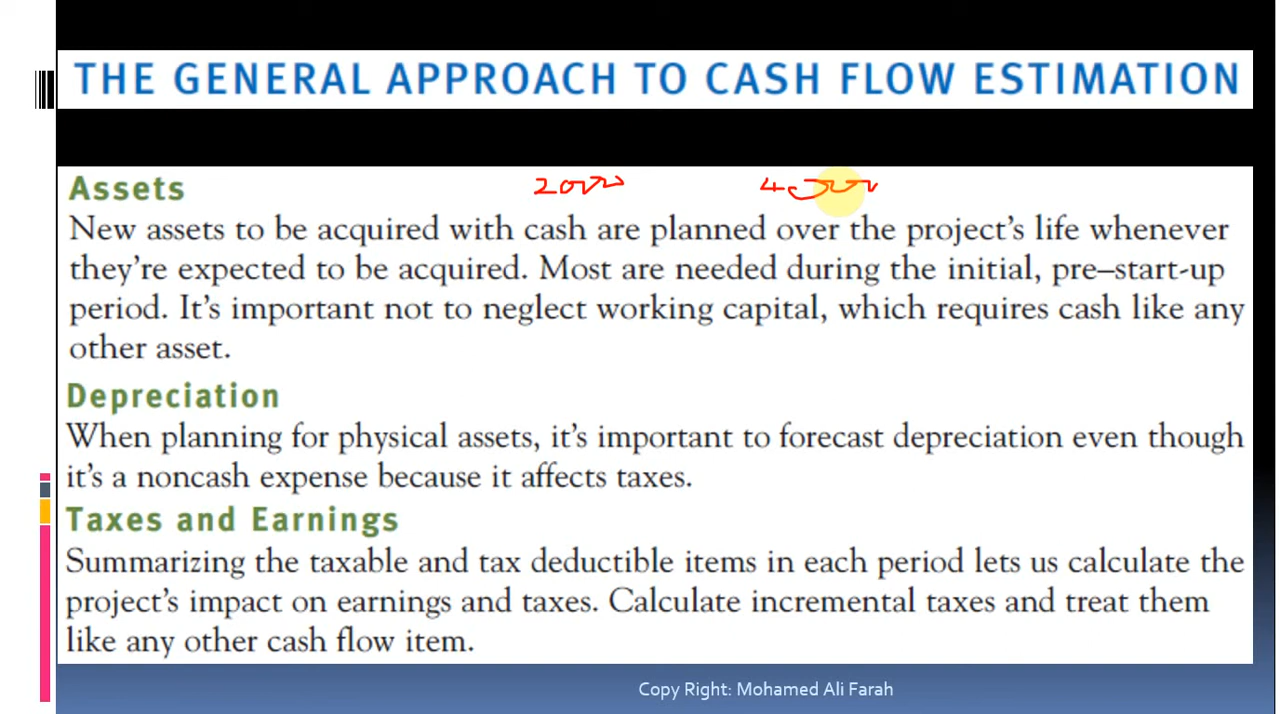 THE GENERAL APPROACH TO CASH FLOW ESTIMATION
Assets
New assets to be acquired with cash are planned over the project's life whenever
they're expected to be acquired. Most are needed during the initial, pre–start-up
period. It's important not to neglect working capital, which requires cash like any
other asset.
Depreciation
When planning for physical assets, it's important to forecast depreciation even though
it's a noncash expense because it affects taxes.
Taxes and Earnings
Summarizing the taxable and tax deductible items in each period lets us calculate the
project's impact on earnings and taxes. Calculate incremental taxes and treat them
like any other cash flow item.
Copy Right: Mohamed Ali Farah